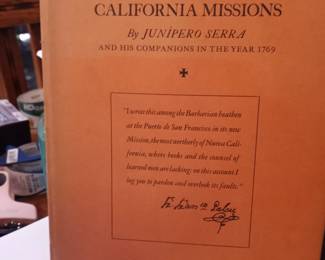 CALIFORNIA MISSIONS
By JUNÍPERO SERRA
AND HIS COMPANIONS IN THE YEAR 1769
"I wrote this among the Barbarian heathen
at the Puerto de San Francisco in its new
Mission, the most northerly of Nueva Cali-
fornia, where books and the counsel of
learned men are lacking; on this account I
beg you to pardon and overlook its faults."